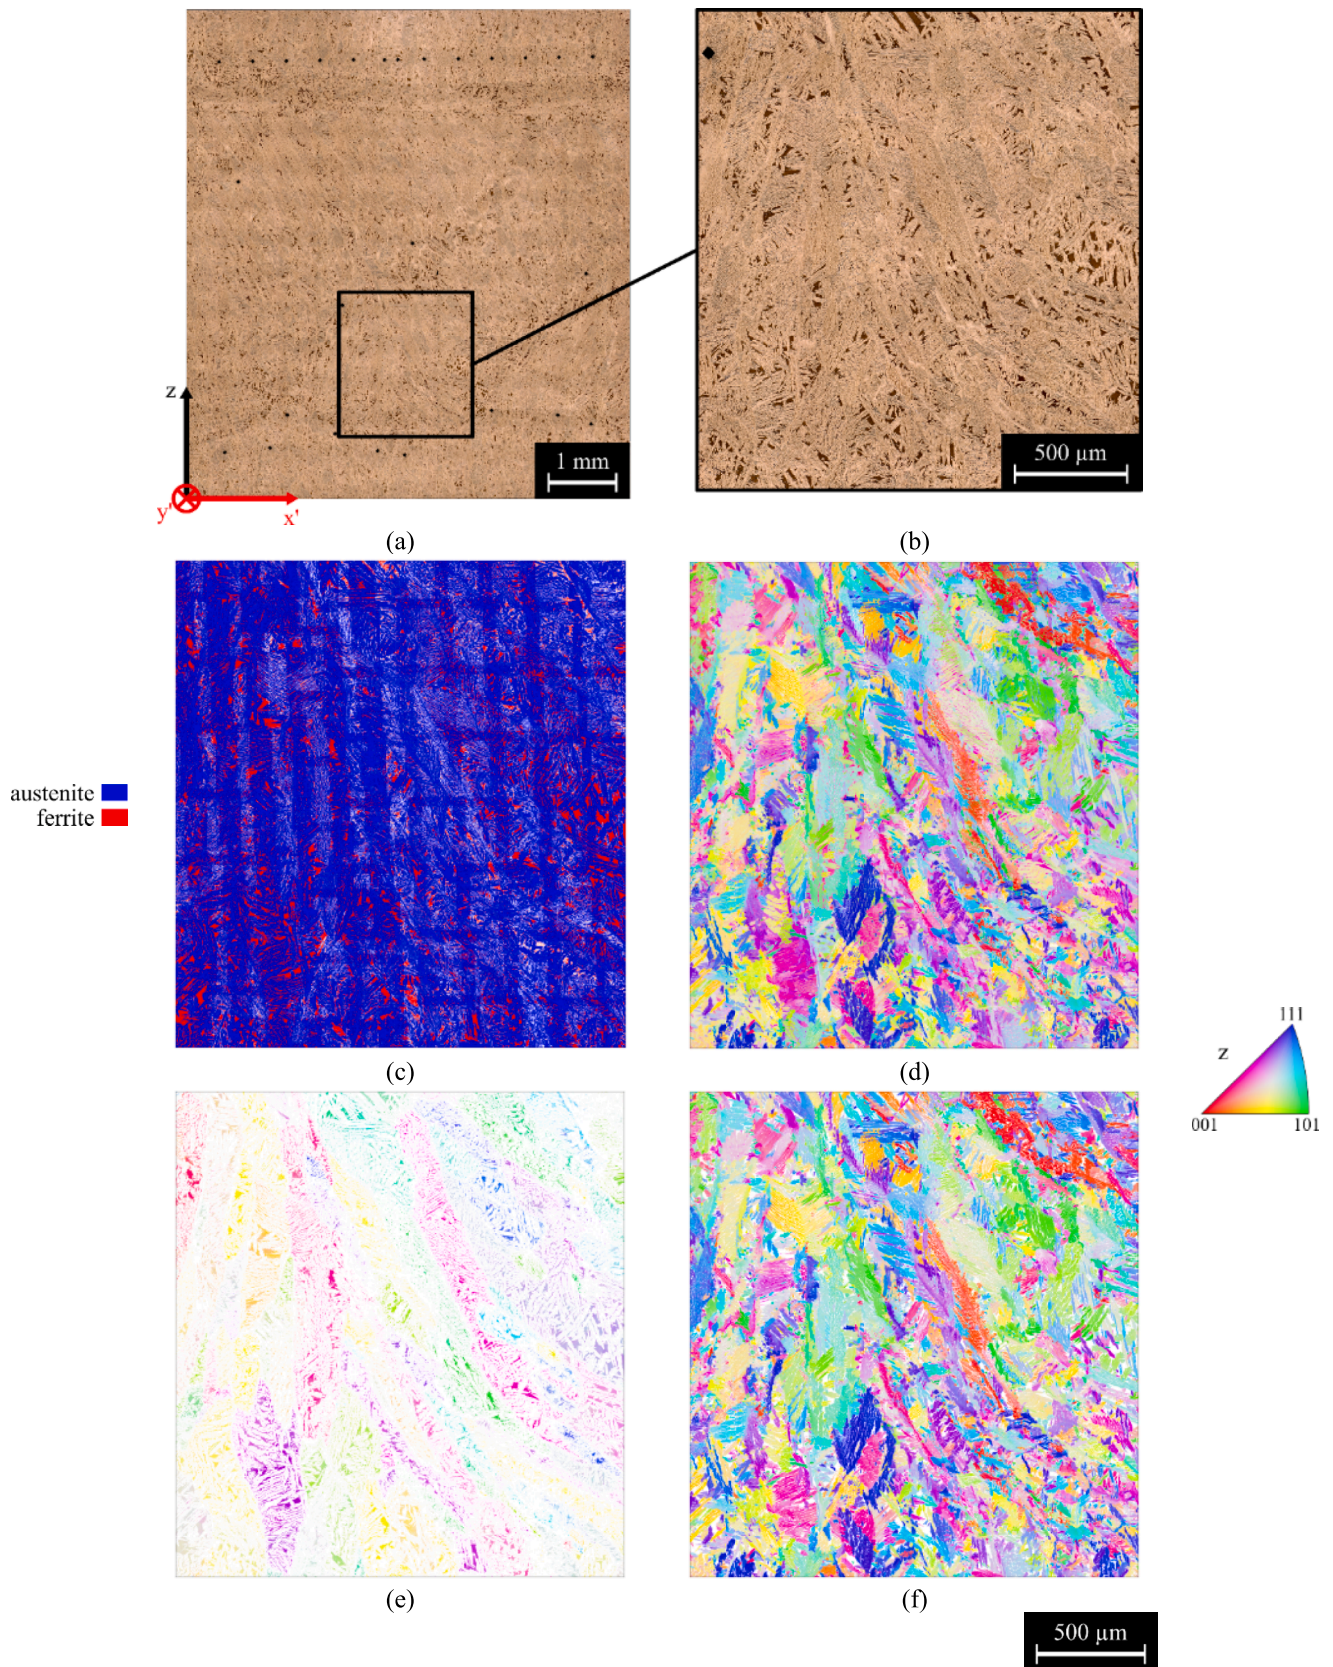 z
1 mm
500 µm
y'
x'
(a)
(b)
austenite
ferrite
(c)
(d)
111
z
001
101
(e)
(f)
500 µm